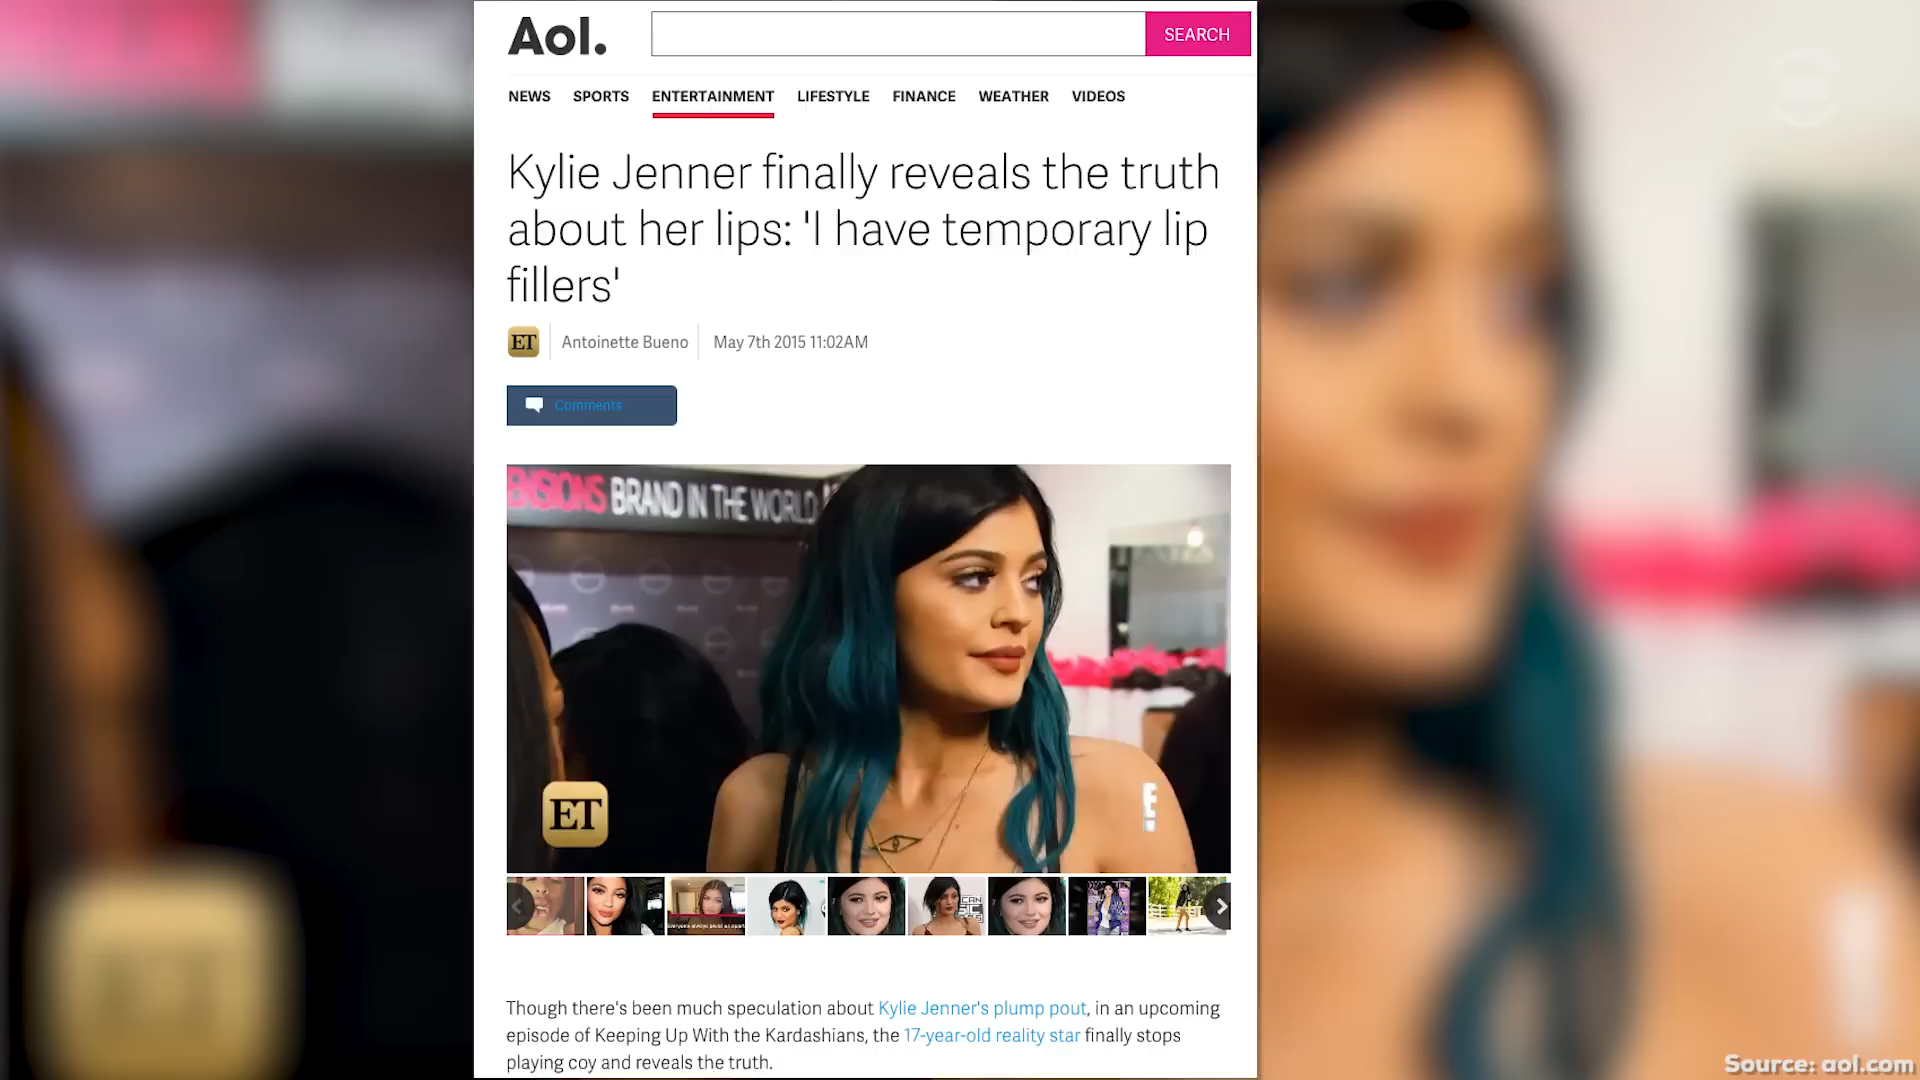 Aol.
SEARCH
NEWS SPORTS ENTERTAINMENT LIFESTYLE FINANCE WEATHER VIDEOS
Kylie Jenner finally reveals the truth
about her lips: 'I have temporary lip
fillers'
ET Antoinette Bueno May 7th 2015 11:02AM
Comments
ENSIONS BRAND IN THE WORLD
ET
E!
Though there's been much speculation about Kylie Jenner's plump pout, in an upcoming
episode of Keeping Up With the Kardashians, the 17-year-old reality star finally stops
playing coy and reveals the truth.
Source: aol.com